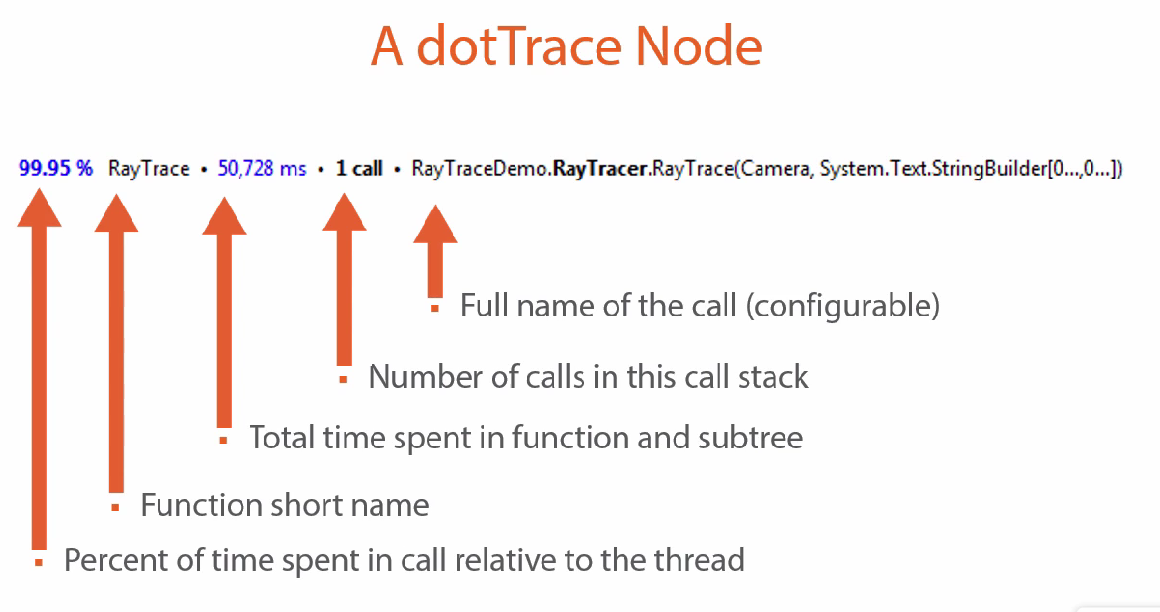 A dotTrace Node
99.95 % RayTrace • 50,728 ms • 1 call • RayTraceDemo.RayTracer.RayTrace(Camera, System.Text.StringBuilder[0...,0...])
▪ Full name of the call (configurable)
▪ Number of calls in this call stack
▪ Total time spent in function and subtree
▪ Function short name
▪ Percent of time spent in call relative to the thread